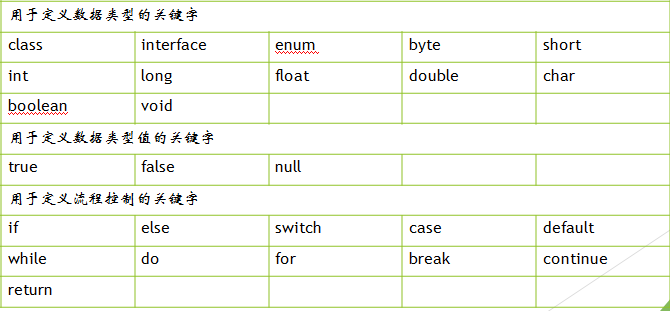 用于定义数据类型的关键字
class interface enum byte short
int long float double char
boolean void
用于定义数据类型值的关键字
true false null
用于定义流程控制的关键字
if else switch case default
while do for break continue
return